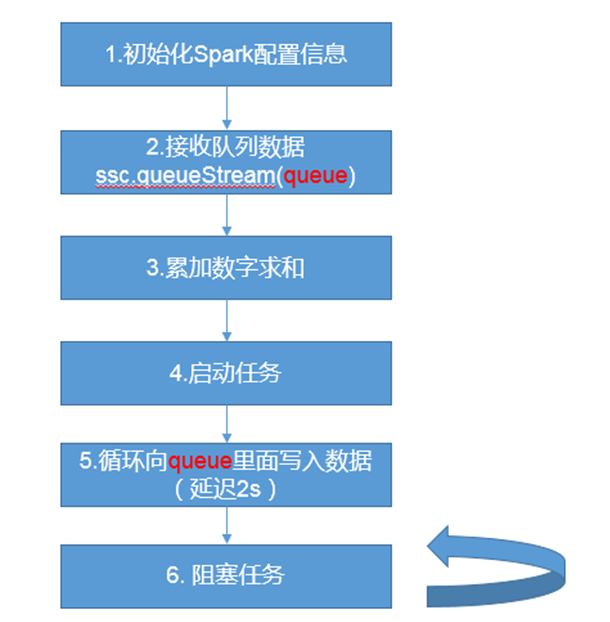 1.初始化Spark配置信息
2.接收队列数据
ssc.queueStream(queue)
3.累加数字求和
4.启动任务
5.循环向queue里面写入数据
（延迟2s）
6. 阻塞任务